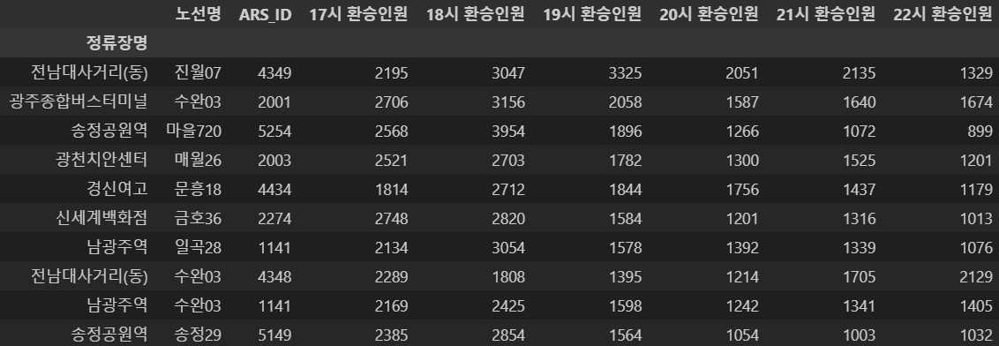 노선명 ARS_ID 17시 환승인원 18시 환승인원 19시 환승인원 20시 환승인원 21시 환승인원 22시 환승인원
정류장명
전남대사거리(동) 진월07 4349 2195 3047 3325 2051 2135 1329
광주종합버스터미널 수완03 2001 2706 3156 2058 1587 1640 1674
송정공원역 마을720 5254 2568 3954 1896 1266 1072 899
광천치안센터 매월26 2003 2521 2703 1782 1300 1525 1201
경신여고 문흥18 4434 1814 2712 1844 1756 1437 1179
신세계백화점 금호36 2274 2748 2820 1584 1201 1316 1013
남광주역 일곡28 1141 2134 3054 1578 1392 1339 1076
전남대사거리(동) 수완03 4348 2289 1808 1395 1214 1705 2129
남광주역 수완03 1141 2169 2425 1598 1242 1341 1405
송정공원역 송정29 5149 2385 2854 1564 1054 1003 1032